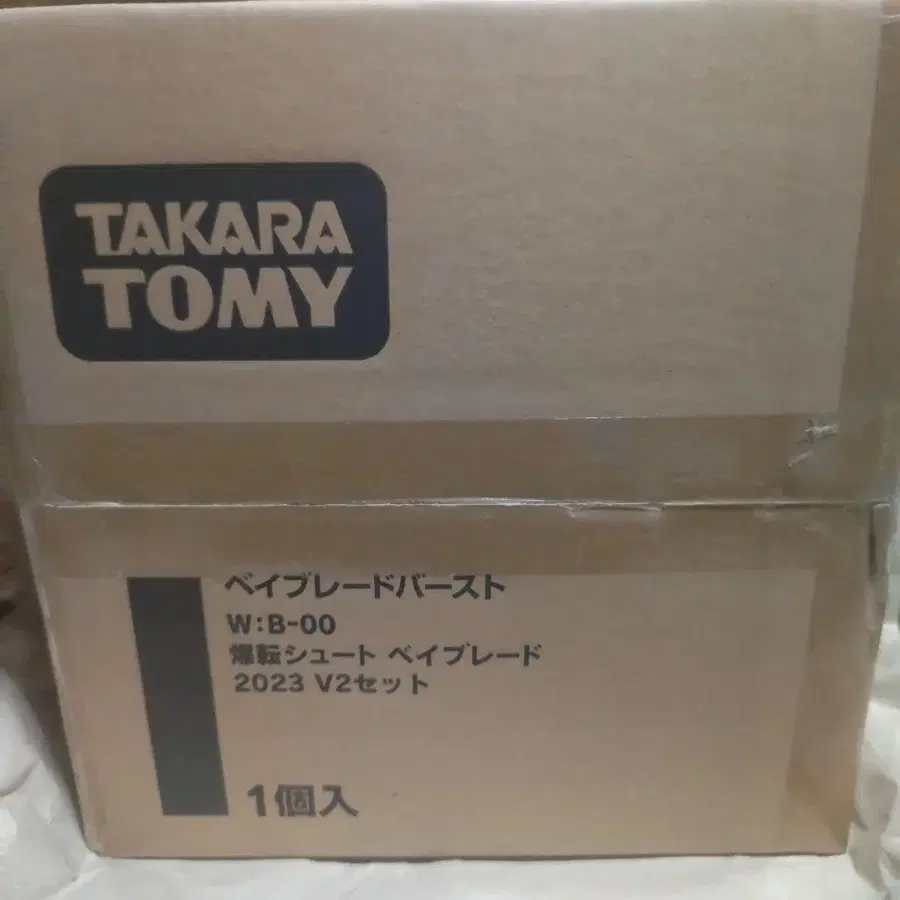 TAKARA
TOMY
ベイブレードバースト
W:B-00
爆転シュート ベイブレード
2023 V2セット
1個入